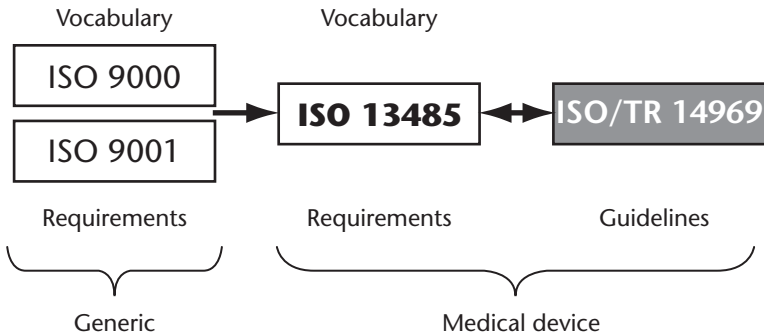 Vocabulary
Vocabulary
ISO 9000
ISO 9001
ISO 13485
ISO/TR 14969
Requirements
Requirements
Guidelines
Generic
Medical device